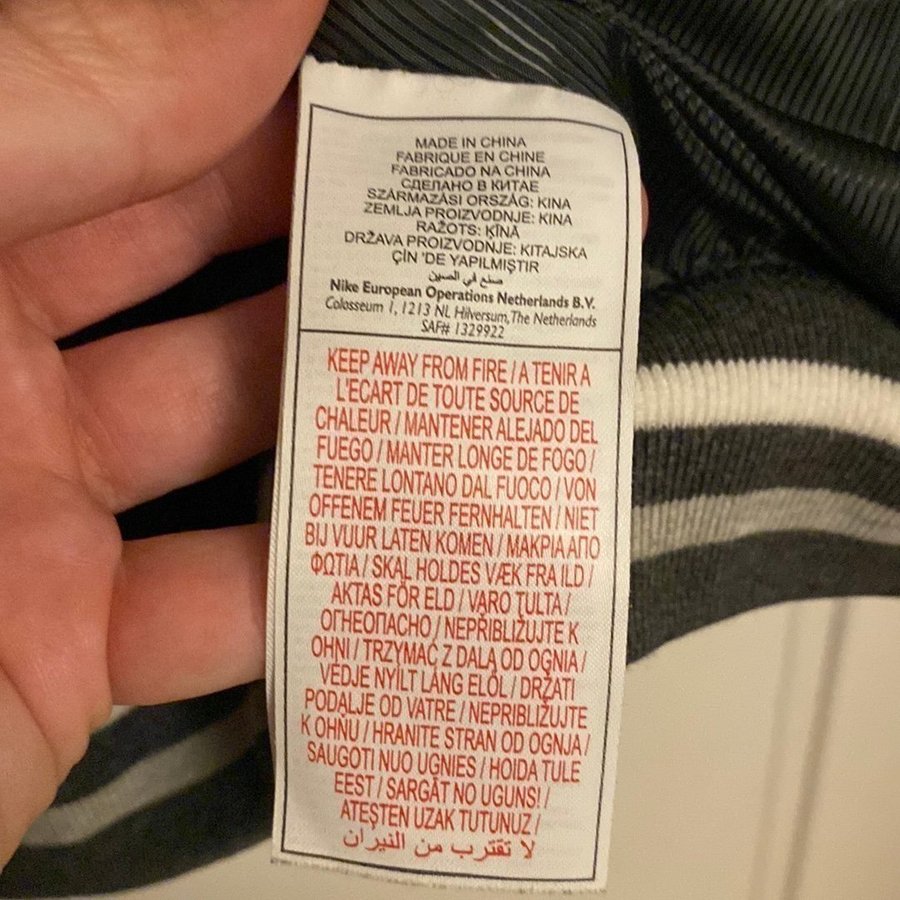 MADE IN CHINA
FABRIQUE EN CHINE
FABRICADO NA CHINA
СДЕЛАНО В КИТАЕ
SZÁRMAZÁSI ORSZÁG: KINA
ZEMLJA PROIZVODNJE: KINA
RAŽOTS: ĶĪNĀ
DRŽAVA PROIZVODNJE: KITAJSKA
ÇİN 'DE YAPILMIŞTIR
صنع في الصين
Nike European Operations Netherlands B.V.
Colosseum 1, 1213 NL Hilversum, The Netherlands
SAF# 1329922
KEEP AWAY FROM FIRE / A TENIR A
L'ECART DE TOUTE SOURCE DE
CHALEUR / MANTENER ALEJADO DEL
FUEGO / MANTER LONGE DE FOGO /
TENERE LONTANO DAL FUOCO / VON
OFFENEM FEUER FERNHALTEN / NIET
BIJ VUUR LATEN KOMEN / ΜΑΚΡΙΑ ΑΠΟ
ΦΩΤΙΑ / SKAL HOLDES VÆK FRA ILD /
AKTAS FÖR ELD / VARO TULTA /
ОГНЕОПАСНО / NEPŘIBLIŽUJTE K
OHNI / TRZYMAĆ Z DALA OD OGNIA /
VÉDJE NYÍLT LÁNG ELŐL / DRŽATI
PODALJE OD VATRE / NEPRIBLIŽUJTE
K OHŇU / HRANITE STRAN OD OGNJA /
SAUGOTI NUO UGNIES / HOIDA TULE
EEST / SARGĀT NO UGUNS! /
ATEŞTEN UZAK TUTUNUZ /
لا تقترب من النيران